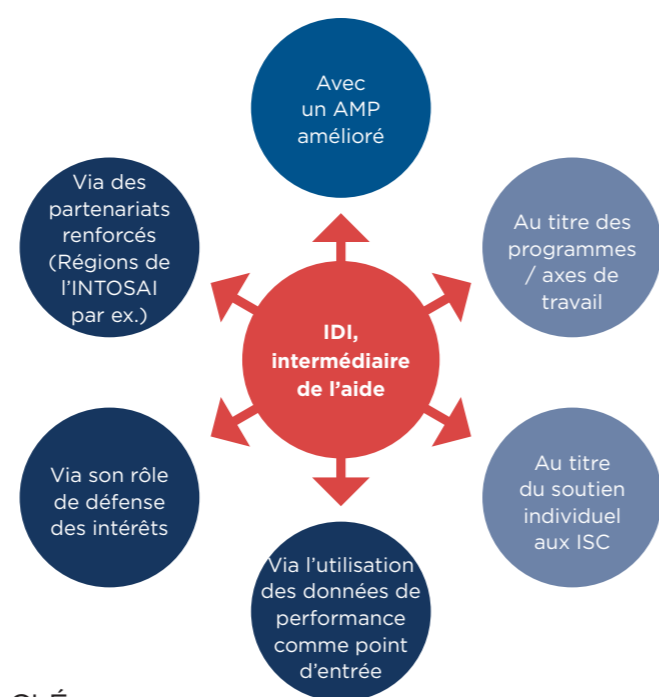 Avec
un AMP
amélioré
Via des
partenariats
renforcés
(Régions de
l'INTOSAI
par ex.)
Au titre des
programmes
/ axes de
travail
IDI,
intermédiaire
de l'aide
Via son rôle
de défense
des intérêts
Au titre
du soutien
individuel
aux ISC
Via l'utilisation
des données de
performance
comme point
d'entrée